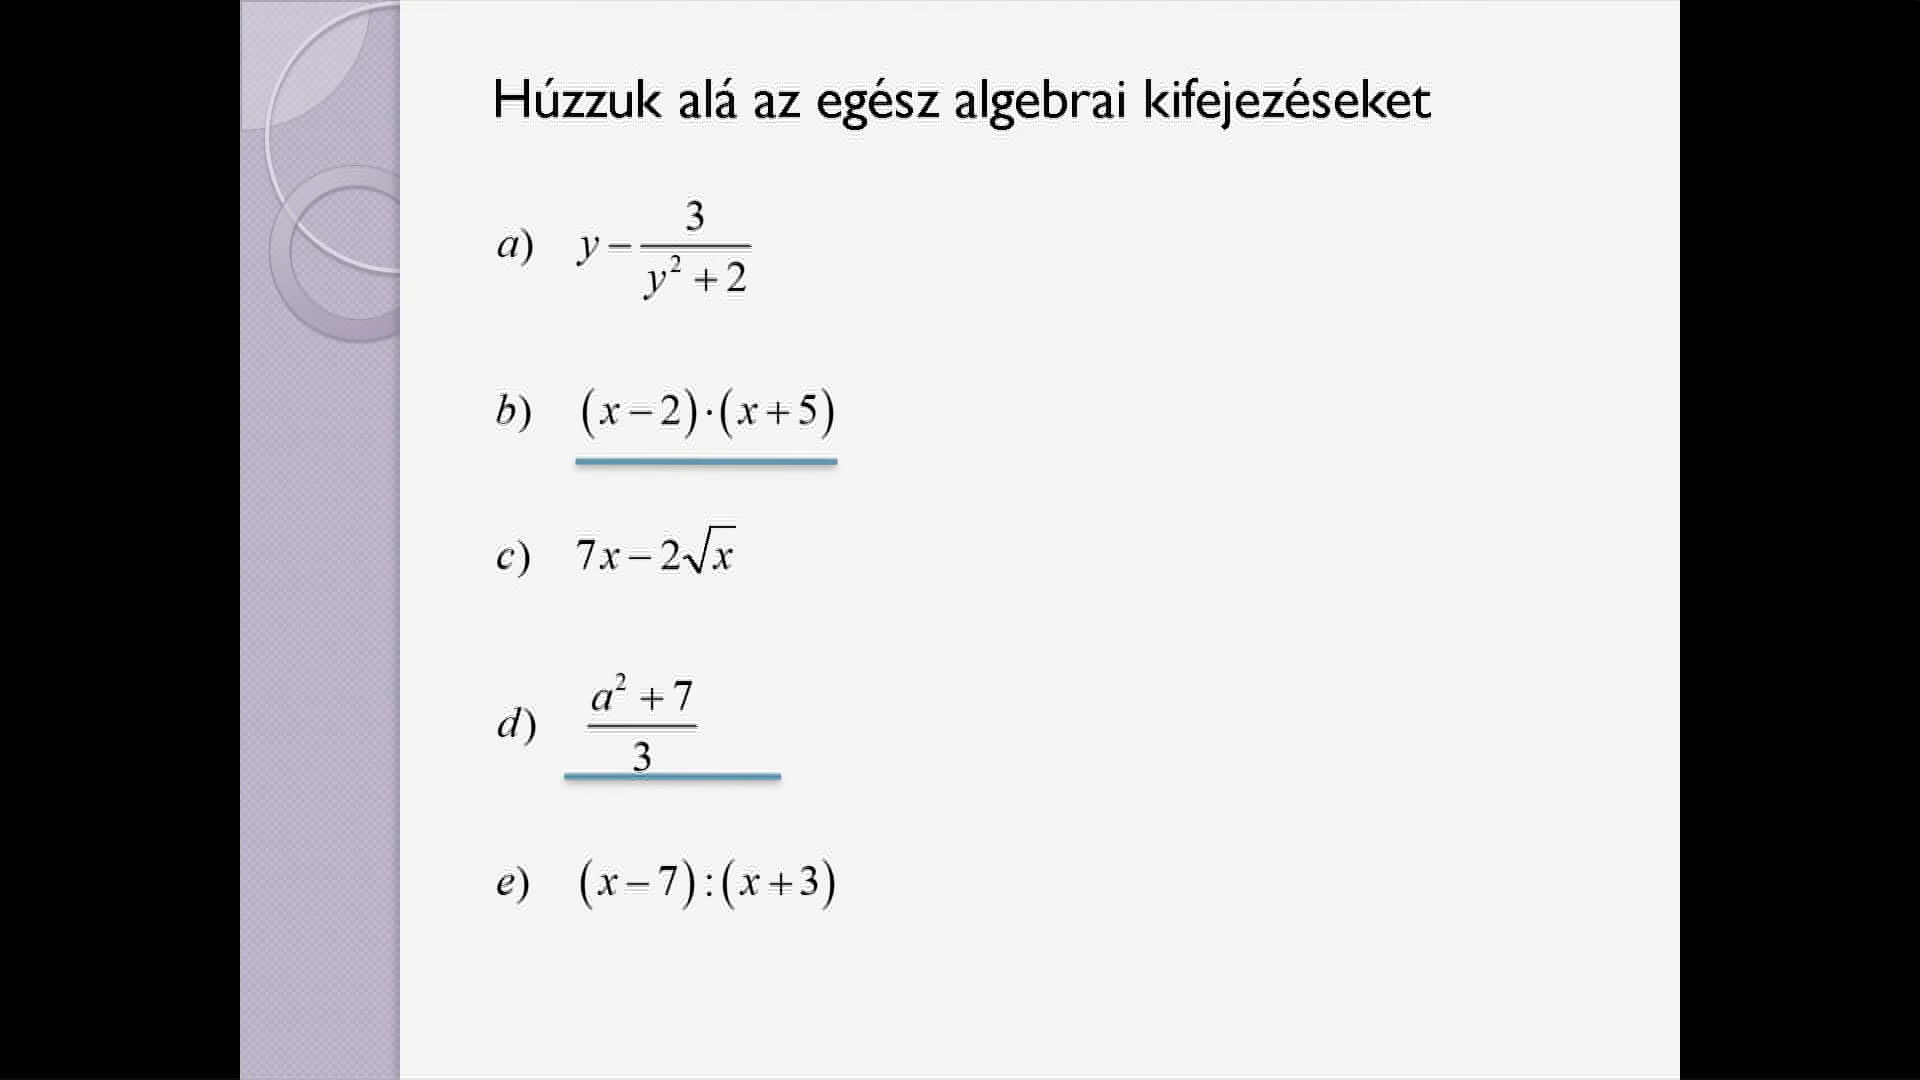 Húzzuk alá az egész algebrai kifejezéseket
a) y − 3/(y² + 2)
b) (x − 2)·(x + 5)
c) 7x − 2√x
d) (a² + 7)/3
e) (x − 7):(x + 3)